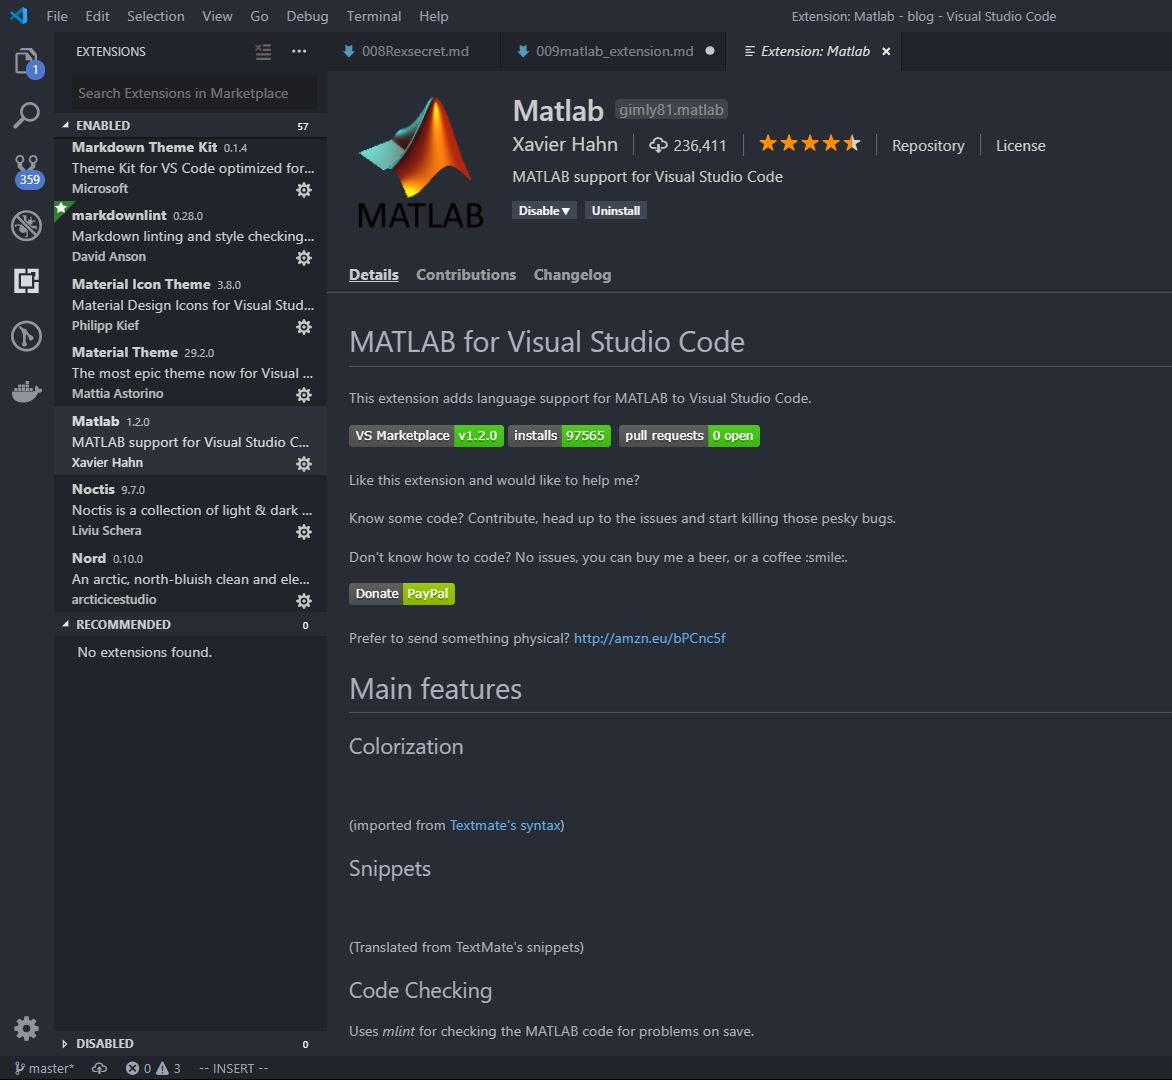 File Edit Selection View Go Debug Terminal Help
Extension: Matlab - blog - Visual Studio Code
1
359
EXTENSIONS
Search Extensions in Marketplace
ENABLED 57
Markdown Theme Kit 0.1.4
Theme Kit for VS Code optimized for...
Microsoft
markdownlint 0.28.0
Markdown linting and style checking...
David Anson
Material Icon Theme 3.8.0
Material Design Icons for Visual Stud...
Philipp Kief
Material Theme 29.2.0
The most epic theme now for Visual ...
Mattia Astorino
Matlab 1.2.0
MATLAB support for Visual Studio C...
Xavier Hahn
Noctis 9.7.0
Noctis is a collection of light & dark ...
Liviu Schera
Nord 0.10.0
An arctic, north-bluish clean and ele...
arcticicestudio
RECOMMENDED 0
No extensions found.
DISABLED 0
008Rexsecret.md 009matlab_extension.md Extension: Matlab
MATLAB
Matlab gimly81.matlab
Xavier Hahn 236,411 Repository License
MATLAB support for Visual Studio Code
Disable Uninstall
Details Contributions Changelog
MATLAB for Visual Studio Code
This extension adds language support for MATLAB to Visual Studio Code.
VS Marketplace v1.2.0 installs 97565 pull requests 0 open
Like this extension and would like to help me?
Know some code? Contribute, head up to the issues and start killing those pesky bugs.
Don't know how to code? No issues, you can buy me a beer, or a coffee :smile:.
Donate PayPal
Prefer to send something physical? http://amzn.eu/bPCnc5f
Main features
Colorization
(imported from Textmate's syntax)
Snippets
(Translated from TextMate's snippets)
Code Checking
Uses mlint for checking the MATLAB code for problems on save.
master* 0 3 -- INSERT --